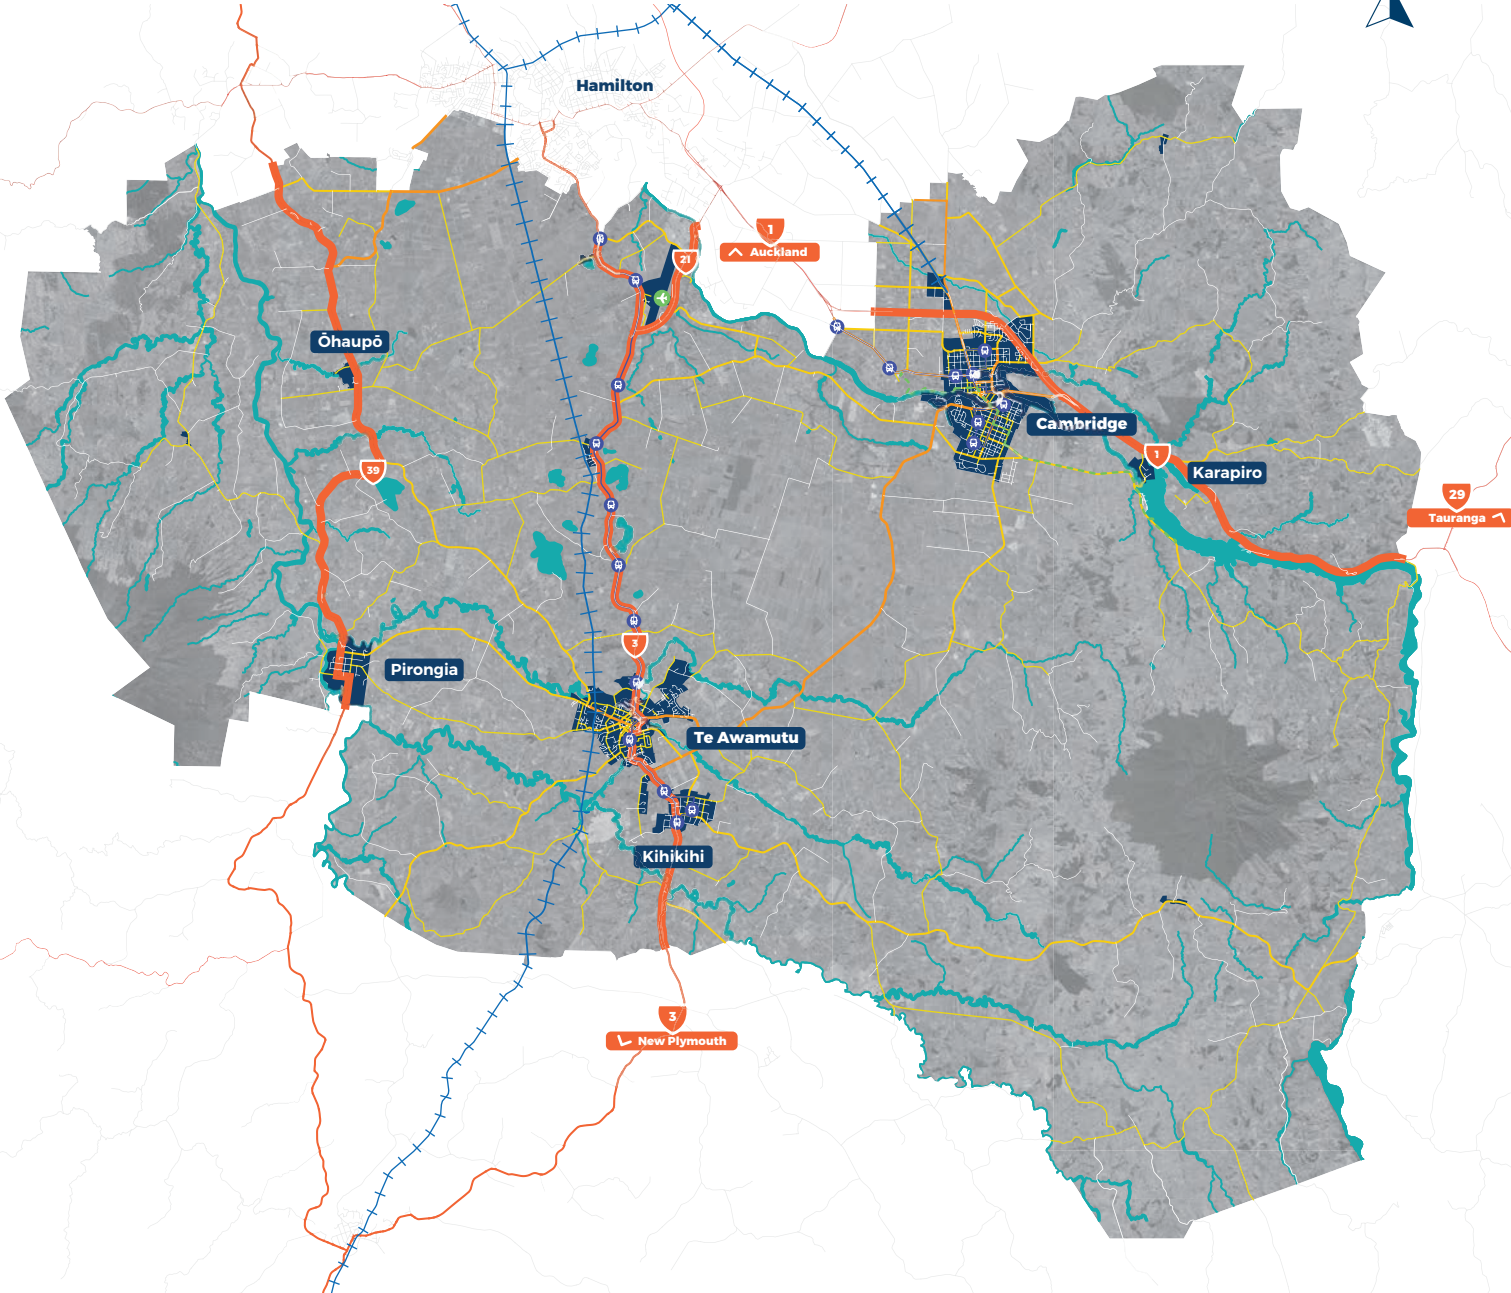 Hamilton
1
Auckland
21
Ōhaupō
Cambridge
1
39
Karapiro
29
Tauranga
3
Pirongia
Te Awamutu
Kihikihi
3
New Plymouth